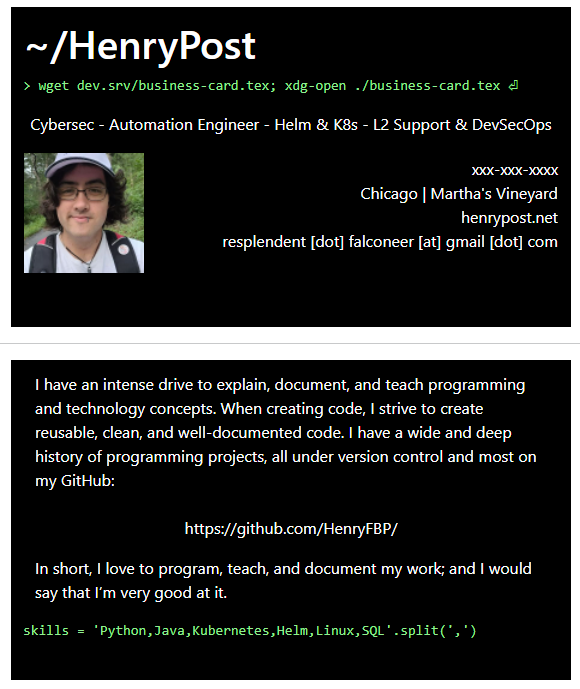 ~/HenryPost
> wget dev.srv/business-card.tex; xdg-open ./business-card.tex ⏎
Cybersec - Automation Engineer - Helm & K8s - L2 Support & DevSecOps
xxx-xxx-xxxx
Chicago | Martha's Vineyard
henrypost.net
resplendent [dot] falconeer [at] gmail [dot] com
I have an intense drive to explain, document, and teach programming
and technology concepts. When creating code, I strive to create
reusable, clean, and well-documented code. I have a wide and deep
history of programming projects, all under version control and most on
my GitHub:
https://github.com/HenryFBP/
In short, I love to program, teach, and document my work; and I would
say that I’m very good at it.
skills = 'Python,Java,Kubernetes,Helm,Linux,SQL'.split(',')